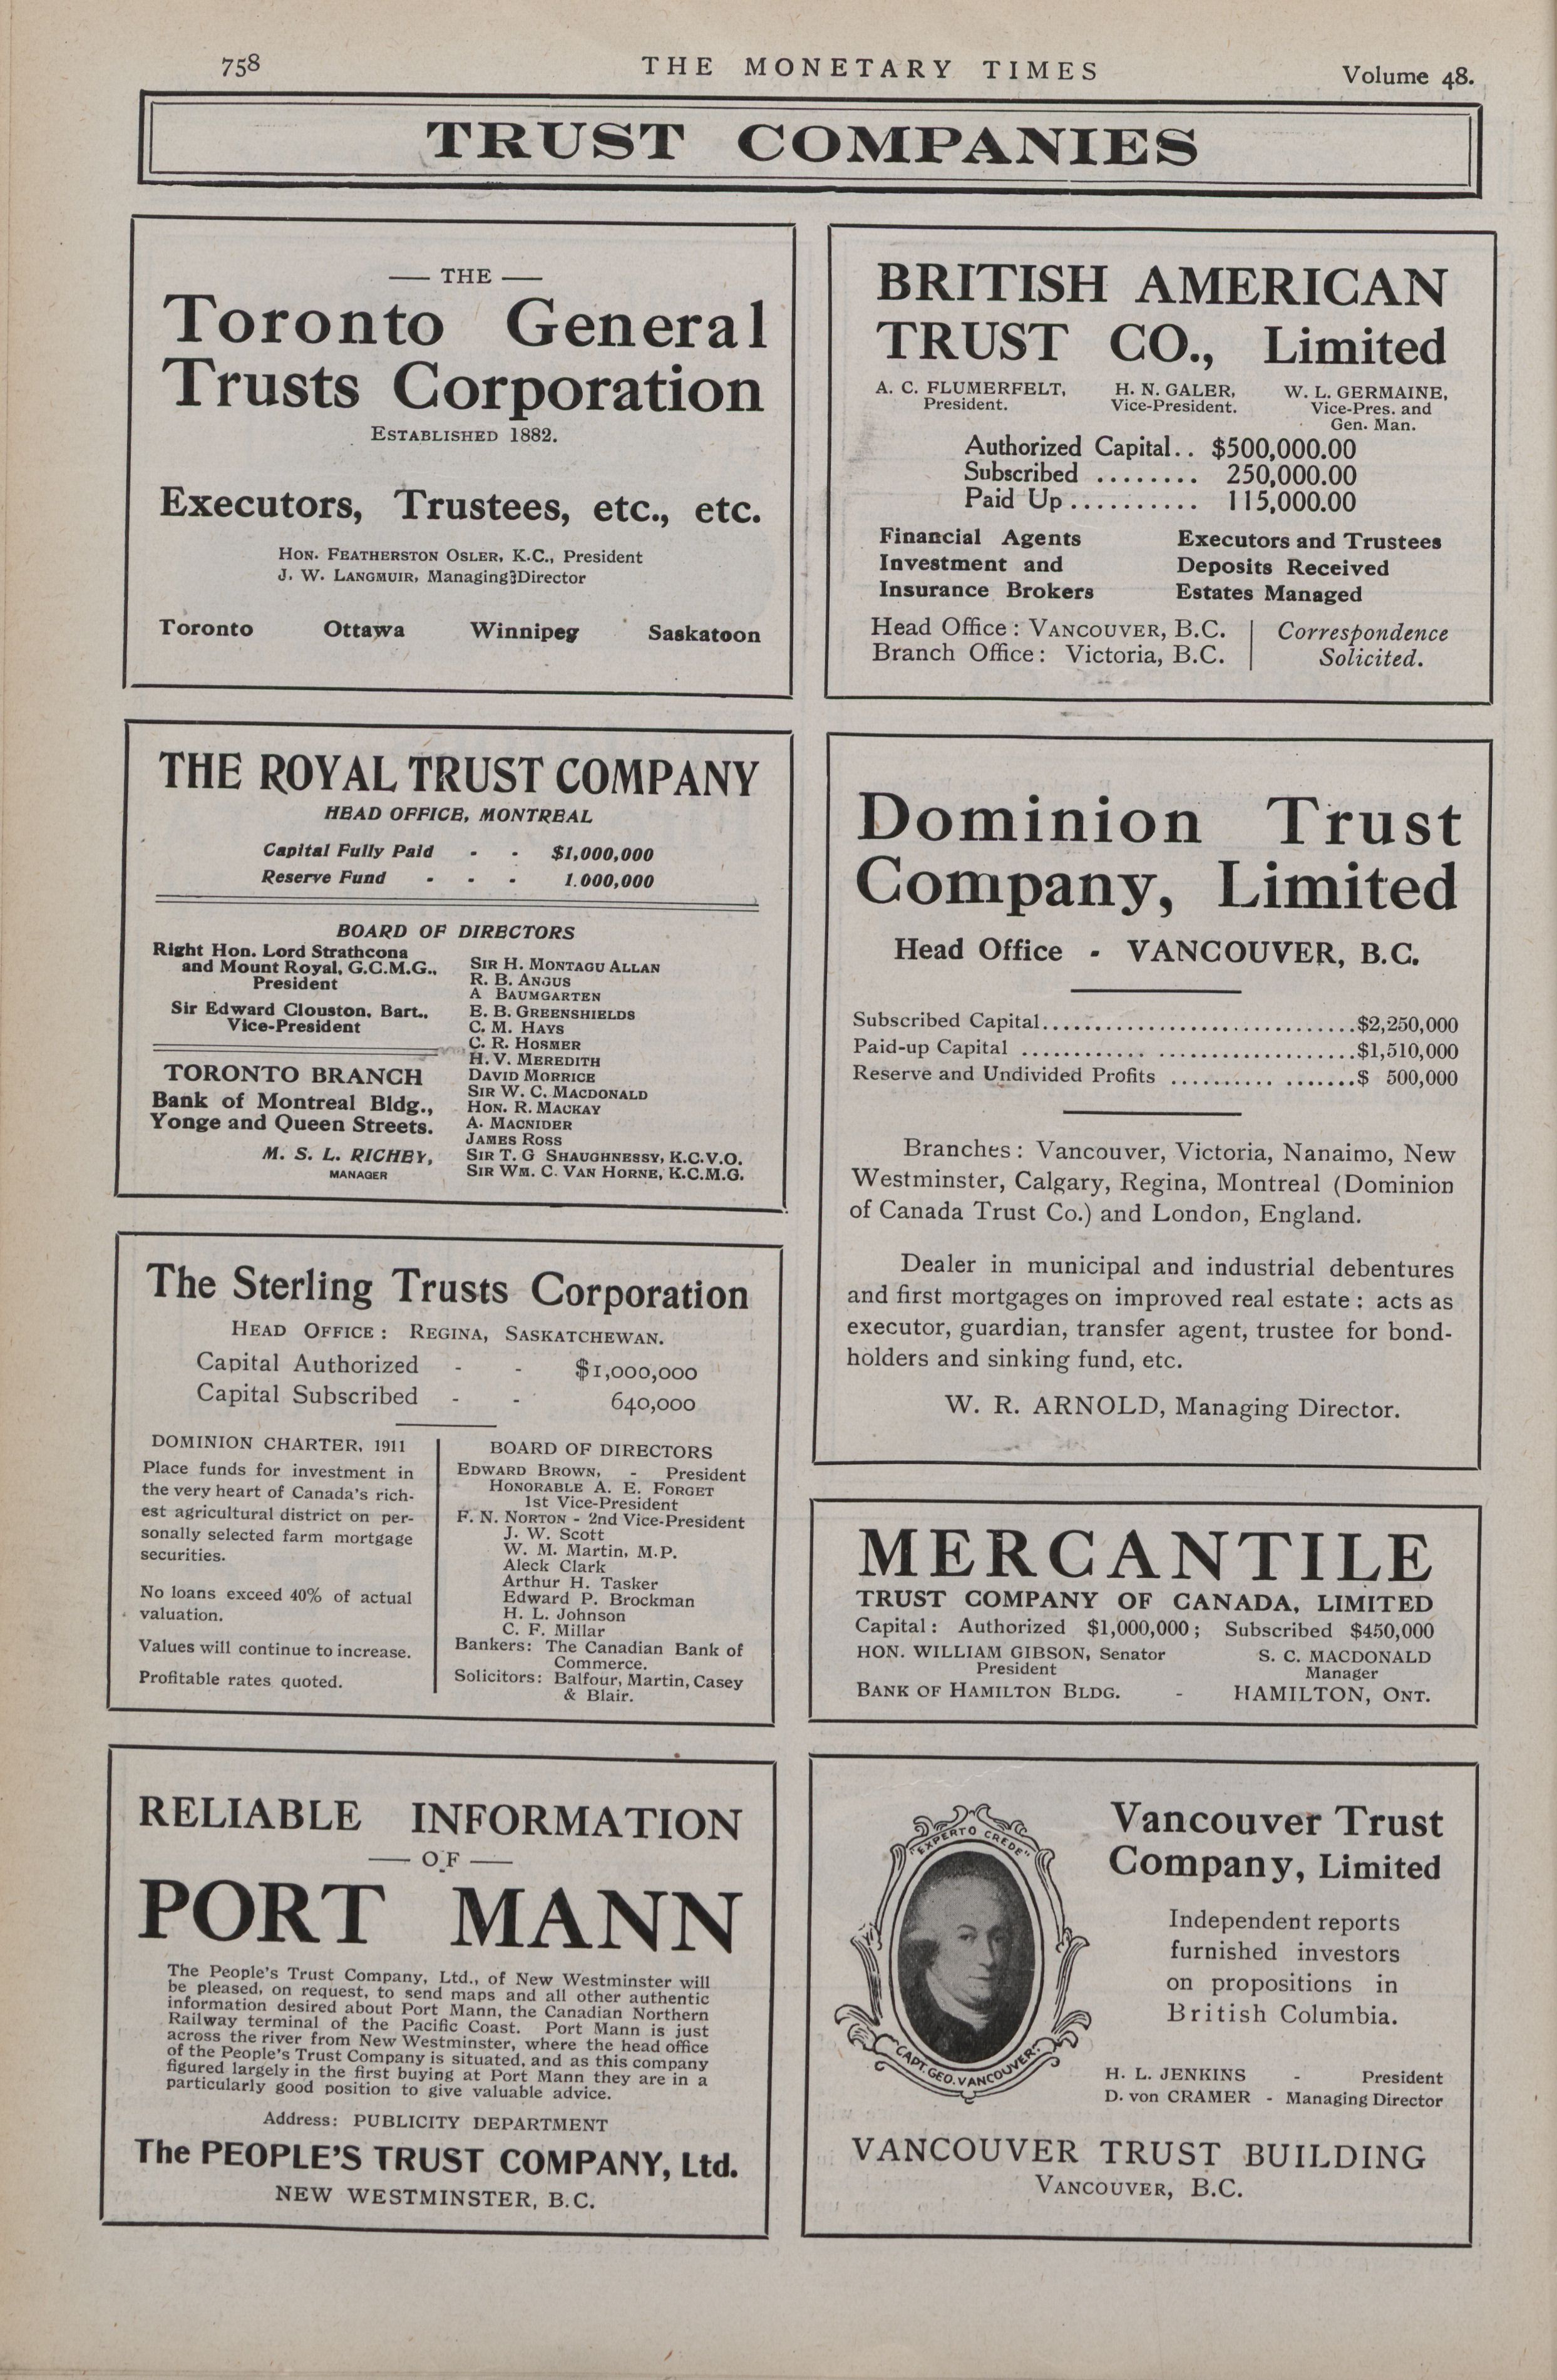 758
THE MONETARY TIMES
Volume 48.
TRUST COMPANIES
— THE —
Toronto General
Trusts Corporation
ESTABLISHED 1882.
Executors, Trustees, etc., etc.
HON. FEATHERSTON OSLER, K.C., President
J. W. LANGMUIR, Managing Director
Toronto Ottawa Winnipeg Saskatoon
BRITISH AMERICAN
TRUST CO., Limited
A. C. FLUMERFELT, H. N. GALER, W. L. GERMAINE,
President. Vice-President. Vice-Pres. and
Gen. Man.
Authorized Capital.. $500,000.00
Subscribed ........ 250,000.00
Paid Up.......... 115,000.00
Financial Agents Executors and Trustees
Investment and Deposits Received
Insurance Brokers Estates Managed
Head Office: VANCOUVER, B.C.
Branch Office: Victoria, B.C.
Correspondence
Solicited.
THE ROYAL TRUST COMPANY
HEAD OFFICE, MONTREAL
Capital Fully Paid - - $1,000,000
Reserve Fund - - - 1.000,000
BOARD OF DIRECTORS
Right Hon. Lord Strathcona
and Mount Royal, G.C.M.G.,
President
Sir Edward Clouston, Bart.,
Vice-President
TORONTO BRANCH
Bank of Montreal Bldg.,
Yonge and Queen Streets.
M. S. L. RICHEY,
MANAGER
SIR H. MONTAGU ALLAN
R. B. ANGUS
A BAUMGARTEN
E. B. GREENSHIELDS
C. M. HAYS
C. R. HOSMER
H. V. MEREDITH
DAVID MORRICE
SIR W. C. MACDONALD
HON. R. MACKAY
A. MACNIDER
JAMES ROSS
SIR T. G SHAUGHNESSY, K.C.V.O.
SIR WM. C. VAN HORNE, K.C.M.G.
Dominion Trust
Company, Limited
Head Office - VANCOUVER, B.C.
Subscribed Capital....................................$2,250,000
Paid-up Capital ....................................$1,510,000
Reserve and Undivided Profits .................$ 500,000
Branches: Vancouver, Victoria, Nanaimo, New
Westminster, Calgary, Regina, Montreal (Dominion
of Canada Trust Co.) and London, England.
Dealer in municipal and industrial debentures
and first mortgages on improved real estate: acts as
executor, guardian, transfer agent, trustee for bond-
holders and sinking fund, etc.
W. R. ARNOLD, Managing Director.
The Sterling Trusts Corporation
HEAD OFFICE: REGINA, SASKATCHEWAN.
Capital Authorized - - $1,000,000
Capital Subscribed - - 640,000
DOMINION CHARTER, 1911
Place funds for investment in
the very heart of Canada's rich-
est agricultural district on per-
sonally selected farm mortgage
securities.
No loans exceed 40% of actual
valuation.
Values will continue to increase.
Profitable rates quoted.
BOARD OF DIRECTORS
EDWARD BROWN, - President
HONORABLE A. E. FORGET
1st Vice-President
F. N. NORTON - 2nd Vice-President
J. W. Scott
W. M. Martin, M.P.
Aleck Clark
Arthur H. Tasker
Edward P. Brockman
H. L. Johnson
C. F. Millar
Bankers: The Canadian Bank of
Commerce.
Solicitors: Balfour, Martin, Casey
& Blair.
MERCANTILE
TRUST COMPANY OF CANADA, LIMITED
Capital: Authorized $1,000,000; Subscribed $450,000
HON. WILLIAM GIBSON, Senator S. C. MACDONALD
President Manager
BANK OF HAMILTON BLDG. - HAMILTON, ONT.
RELIABLE INFORMATION
— OF —
PORT MANN
The People's Trust Company, Ltd., of New Westminster will
be pleased, on request, to send maps and all other authentic
information desired about Port Mann, the Canadian Northern
Railway terminal of the Pacific Coast. Port Mann is just
across the river from New Westminster, where the head office
of the People's Trust Company is situated, and as this company
figured largely in the first buying at Port Mann they are in a
particularly good position to give valuable advice.
Address: PUBLICITY DEPARTMENT
The PEOPLE'S TRUST COMPANY, Ltd.
NEW WESTMINSTER, B.C.
"EXPERTO CREDE"
CAPT. GEO. VANCOUVER.
Vancouver Trust
Company, Limited
Independent reports
furnished investors
on propositions in
British Columbia.
H. L. JENKINS - President
D. von CRAMER - Managing Director
VANCOUVER TRUST BUILDING
VANCOUVER, B.C.